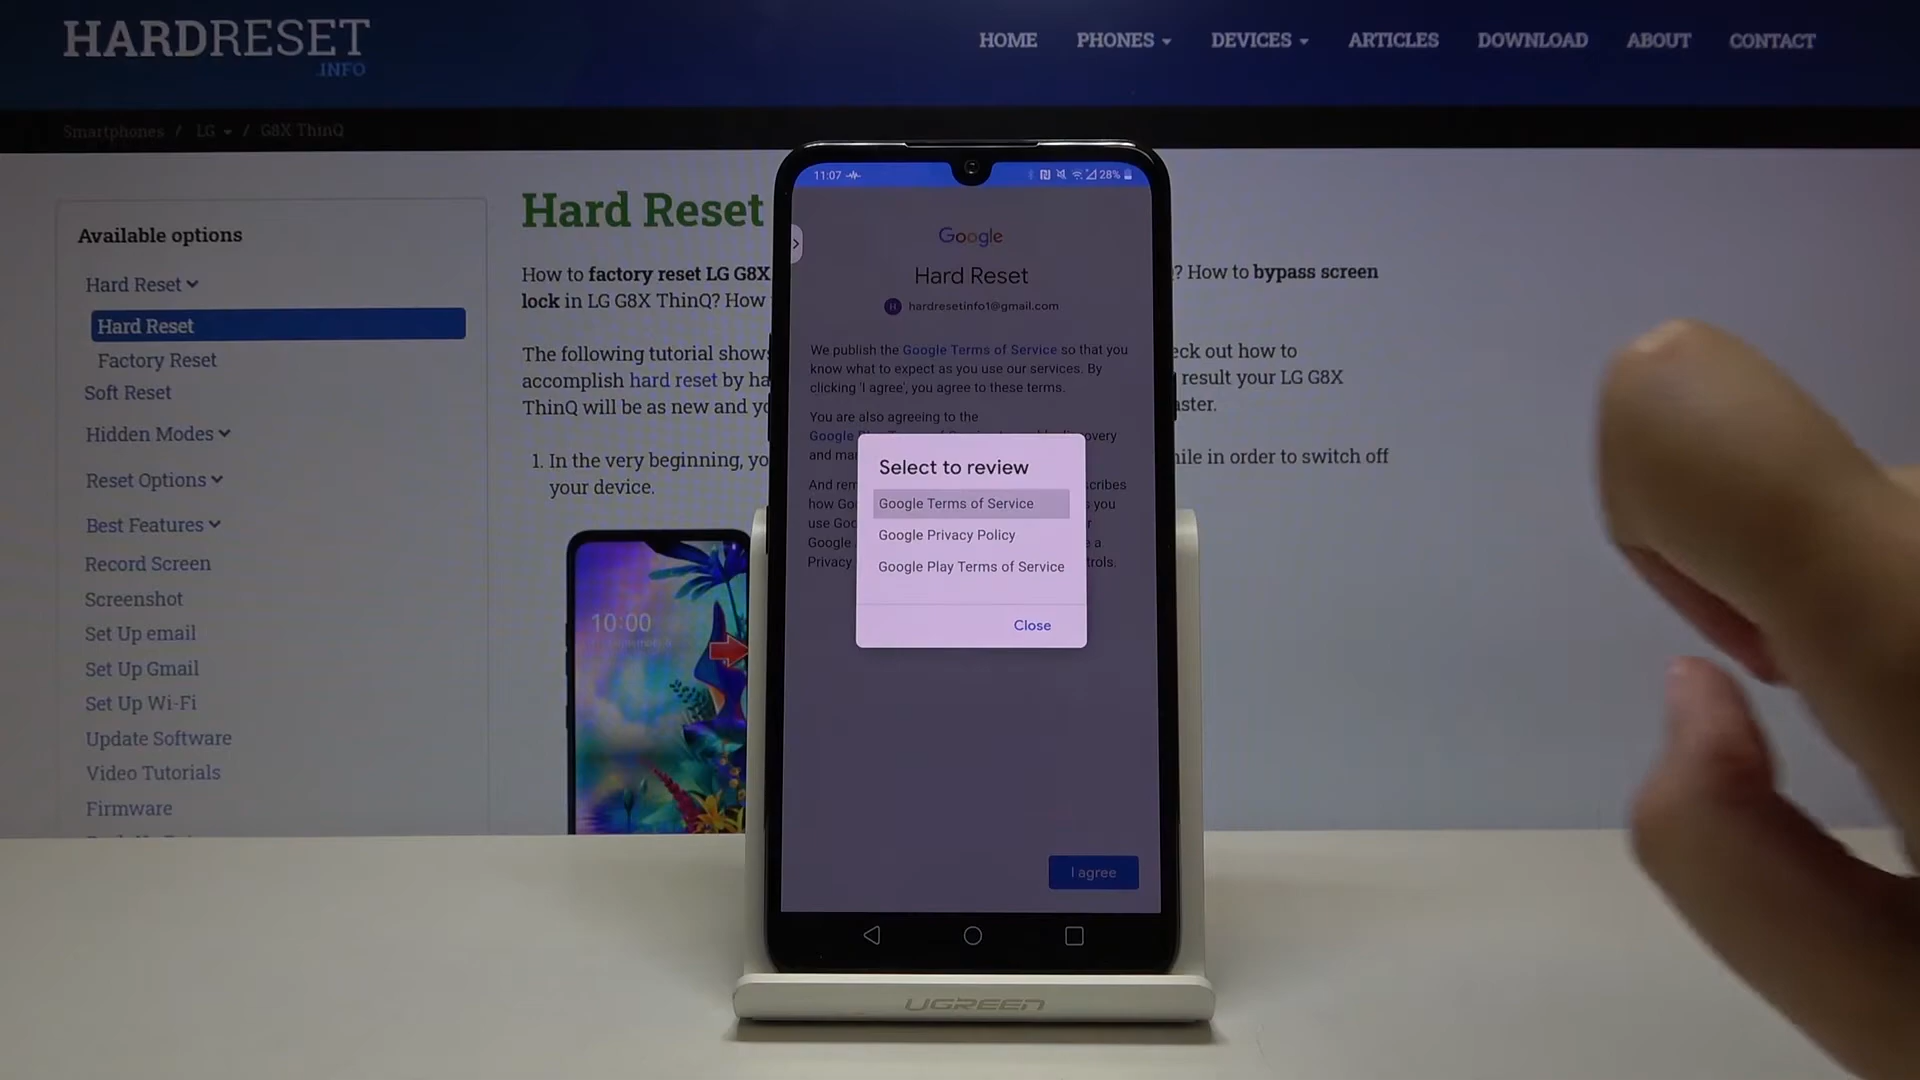 HARDRESET
.INFO
HOME PHONES DEVICES ARTICLES DOWNLOAD ABOUT CONTACT
Smartphones / LG / G8X ThinQ
Available options
Hard Reset
Hard Reset
Factory Reset
Soft Reset
Hidden Modes
Reset Options
Best Features
Record Screen
Screenshot
Set Up email
Set Up Gmail
Set Up Wi-Fi
Update Software
Video Tutorials
Firmware
Hard Reset
How to factory reset LG G8X ? How to bypass screen
lock in LG G8X ThinQ? How
The following tutorial shows how to
accomplish hard reset by result your LG G8X
ThinQ will be as new and
1. In the very beginning, in order to switch off
your device.
10:00
11:07 28%
Google
Hard Reset
H hardresetinfo1@gmail.com
We publish the Google Terms of Service so that you
know what to expect as you use our services. By
clicking 'I agree', you agree to these terms.
You are also agreeing to the
Google
and
And
how you
use
Google a
Privacy
Select to review
Google Terms of Service
Google Privacy Policy
Google Play Terms of Service
Close
I agree
UGREEN